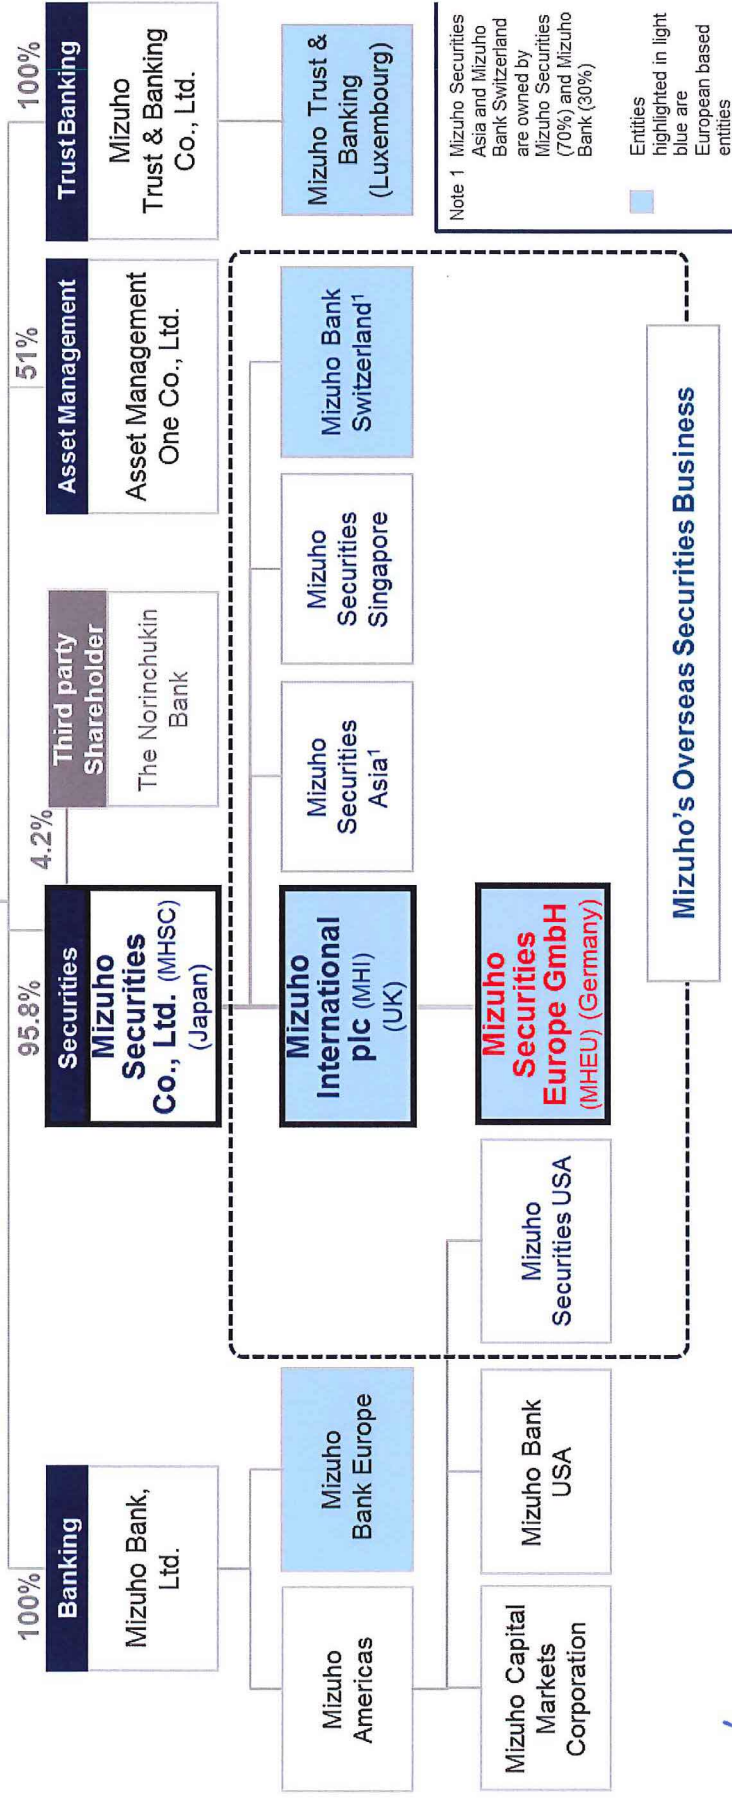 100%
Banking
Mizuho Bank,
Ltd.
95.8%
Securities
Mizuho
Securities
Co., Ltd. (MHSC)
(Japan)
4.2%
Third party
Shareholder
The Norinchukin
Bank
51%
Asset Management
Asset Management
One Co., Ltd.
100%
Trust Banking
Mizuho
Trust & Banking
Co., Ltd.
Mizuho
Americas
Mizuho
Bank Europe
Mizuho
International
plc (MHI)
(UK)
Mizuho
Securities
Asia¹
Mizuho
Securities
Singapore
Mizuho Bank
Switzerland¹
Mizuho Trust &
Banking
(Luxembourg)
Mizuho Capital
Markets
Corporation
Mizuho Bank
USA
Mizuho
Securities USA
Mizuho
Securities
Europe GmbH
(MHEU) (Germany)
Mizuho's Overseas Securities Business
Note 1 Mizuho Securities
Asia and Mizuho
Bank Switzerland
are owned by
Mizuho Securities
(70%) and Mizuho
Bank (30%)
Entities
highlighted in light
blue are
European based
entities